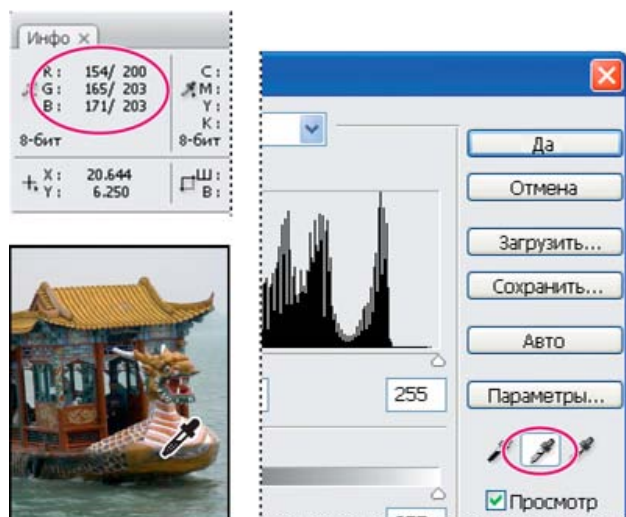 Инфо ×
R: 154/ 200 C:
G: 165/ 203 M:
B: 171/ 203 Y:
K:
8-бит 8-бит
X: 20.644 Ш:
Y: 6.250 В:
Да
Отмена
Загрузить...
Сохранить...
Авто
255 Параметры...
Просмотр